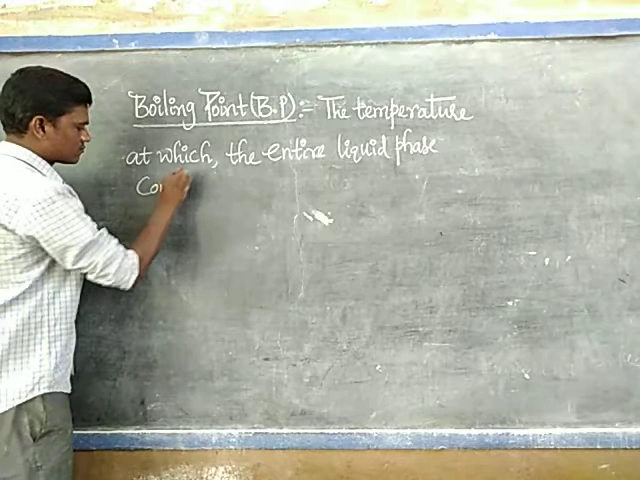 Boiling Point (B.P) :- The temperature
at which, the entire liquid phase
Co